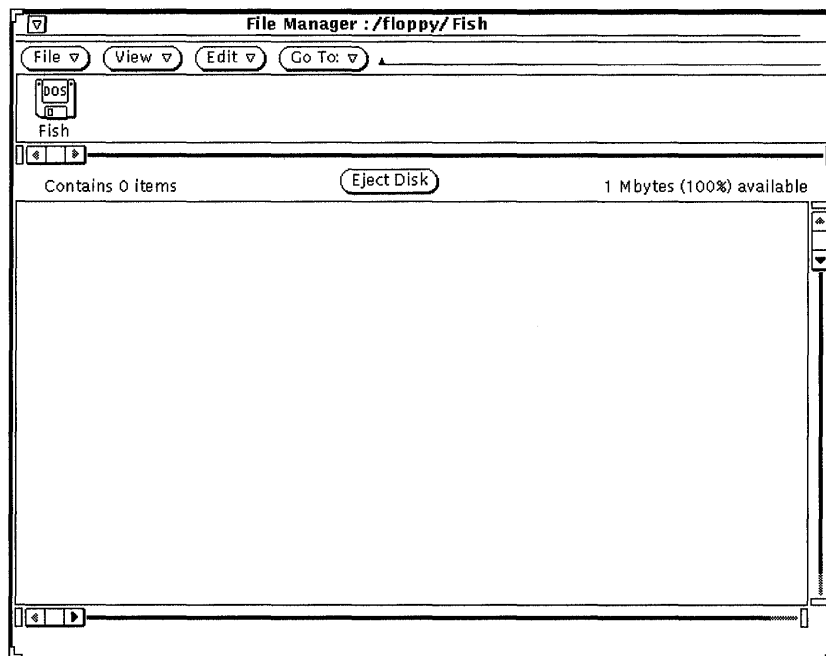 File Manager : /floppy/Fish
File View Edit Go To:
DOS
Fish
Contains 0 items Eject Disk 1 Mbytes (100%) available